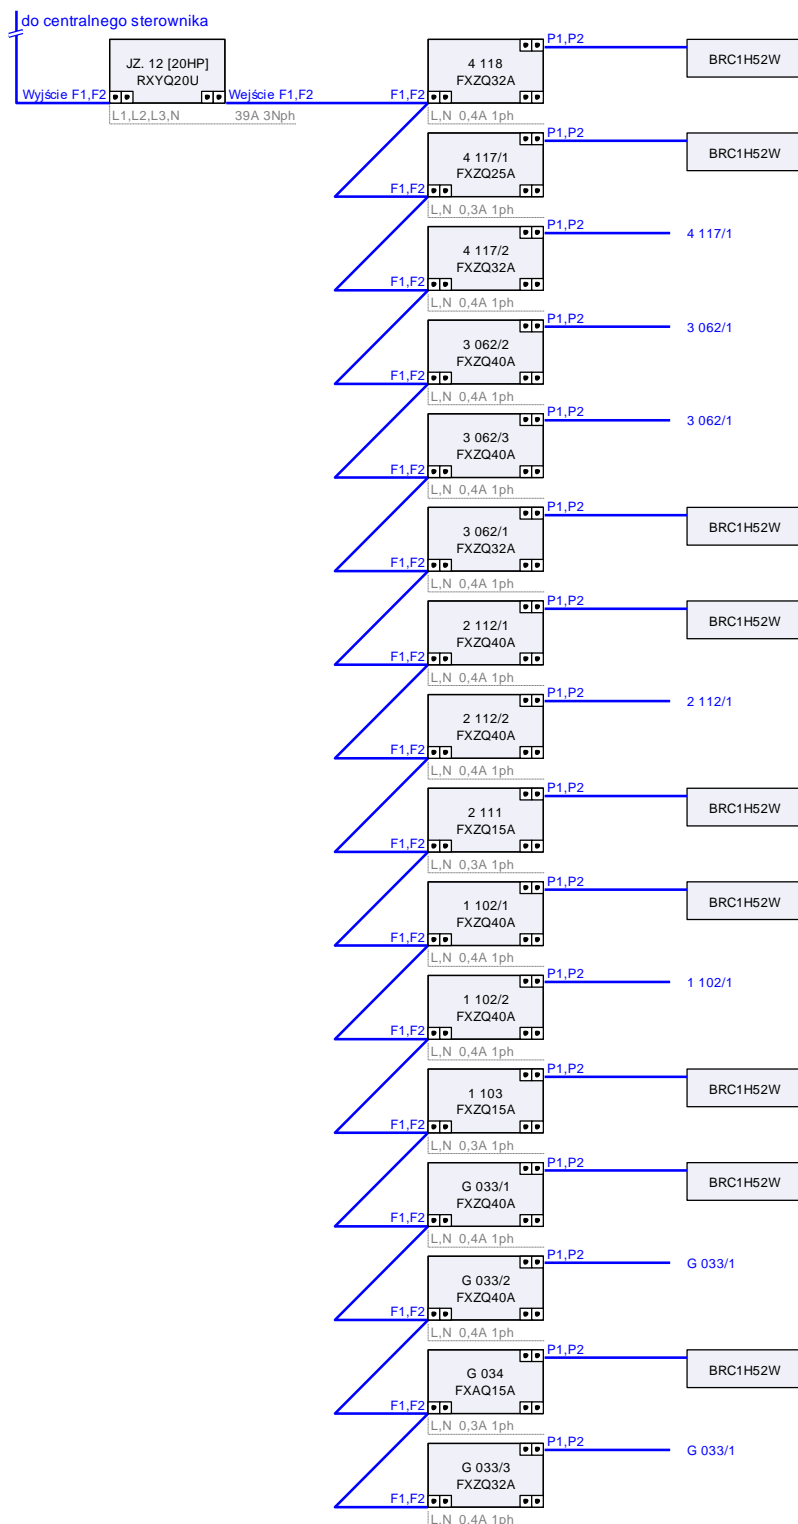 do centralnego sterownika
JZ. 12 [20HP]
RXYQ20U
Wyjście F1,F2
Wejście F1,F2
L1,L2,L3,N 39A 3Nph
4 118
FXZQ32A
P1,P2
BRC1H52W
F1,F2
L,N 0,4A 1ph
4 117/1
FXZQ25A
P1,P2
BRC1H52W
F1,F2
L,N 0,3A 1ph
4 117/2
FXZQ32A
P1,P2
4 117/1
F1,F2
L,N 0,4A 1ph
3 062/2
FXZQ40A
P1,P2
3 062/1
F1,F2
L,N 0,4A 1ph
3 062/3
FXZQ40A
P1,P2
3 062/1
F1,F2
L,N 0,4A 1ph
3 062/1
FXZQ32A
P1,P2
BRC1H52W
F1,F2
L,N 0,4A 1ph
2 112/1
FXZQ40A
P1,P2
BRC1H52W
F1,F2
L,N 0,4A 1ph
2 112/2
FXZQ40A
P1,P2
2 112/1
F1,F2
L,N 0,4A 1ph
2 111
FXZQ15A
P1,P2
BRC1H52W
F1,F2
L,N 0,3A 1ph
1 102/1
FXZQ40A
P1,P2
BRC1H52W
F1,F2
L,N 0,4A 1ph
1 102/2
FXZQ40A
P1,P2
1 102/1
F1,F2
L,N 0,4A 1ph
1 103
FXZQ15A
P1,P2
BRC1H52W
F1,F2
L,N 0,3A 1ph
G 033/1
FXZQ40A
P1,P2
BRC1H52W
F1,F2
L,N 0,4A 1ph
G 033/2
FXZQ40A
P1,P2
G 033/1
F1,F2
L,N 0,4A 1ph
G 034
FXAQ15A
P1,P2
BRC1H52W
F1,F2
L,N 0,3A 1ph
G 033/3
FXZQ32A
P1,P2
G 033/1
F1,F2
L,N 0,4A 1ph